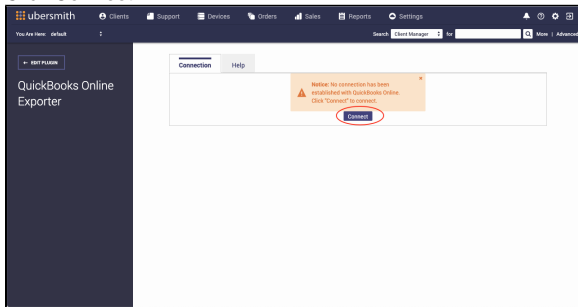 ubersmith Clients Support Devices Orders Sales Reports Settings
You Are Here: default Search Client Manager for More | Advanced
← EDIT PLUGIN
QuickBooks Online
Exporter
Connection Help
Notice: No connection has been
established with QuickBooks Online.
Click "Connect" to connect.
×
Connect